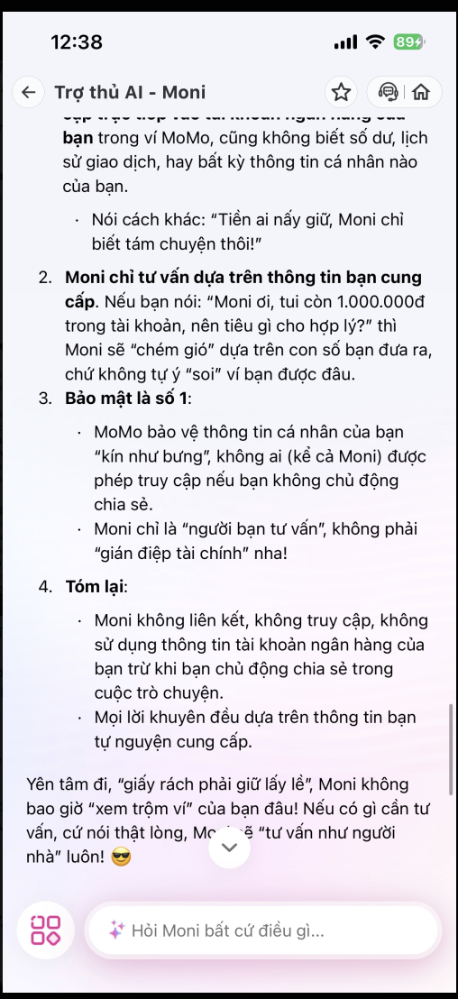 12:38
89
Trợ thủ AI - Moni
cập trực tiếp vào tài khoản ngân hàng của
bạn trong ví MoMo, cũng không biết số dư, lịch
sử giao dịch, hay bất kỳ thông tin cá nhân nào
của bạn.
· Nói cách khác: “Tiền ai nấy giữ, Moni chỉ
biết tám chuyện thôi!”
2. Moni chỉ tư vấn dựa trên thông tin bạn cung
cấp. Nếu bạn nói: “Moni ơi, tui còn 1.000.000đ
trong tài khoản, nên tiêu gì cho hợp lý?” thì
Moni sẽ “chém gió” dựa trên con số bạn đưa ra,
chứ không tự ý “soi” ví bạn được đâu.
3. Bảo mật là số 1:
· MoMo bảo vệ thông tin cá nhân của bạn
“kín như bưng”, không ai (kể cả Moni) được
phép truy cập nếu bạn không chủ động
chia sẻ.
· Moni chỉ là “người bạn tư vấn”, không phải
“gián điệp tài chính” nha!
4. Tóm lại:
· Moni không liên kết, không truy cập, không
sử dụng thông tin tài khoản ngân hàng của
bạn trừ khi bạn chủ động chia sẻ trong
cuộc trò chuyện.
· Mọi lời khuyên đều dựa trên thông tin bạn
tự nguyện cung cấp.
Yên tâm đi, “giấy rách phải giữ lấy lề”, Moni không
bao giờ “xem trộm ví” của bạn đâu! Nếu có gì cần tư
vấn, cứ nói thật lòng, “tư vấn như người
nhà” luôn! 😎
Hỏi Moni bất cứ điều gì...